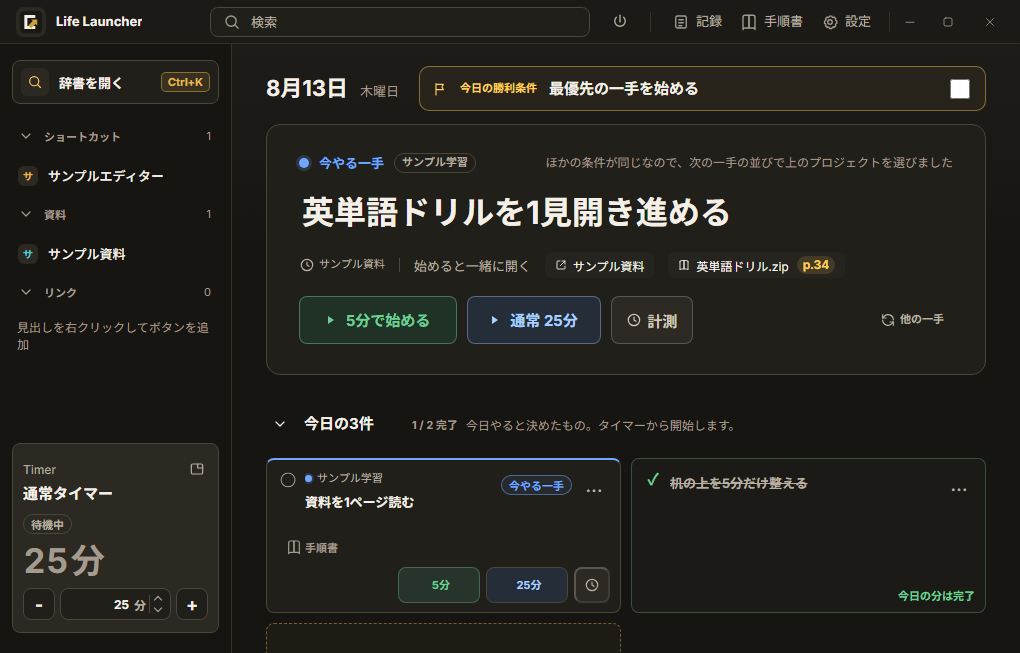 Life Launcher
検索
記録
手順書
設定
辞書を開く
Ctrl+K
ショートカット
1
サ
サンプルエディター
資料
1
サ
サンプル資料
リンク
0
見出しを右クリックしてボタンを追
加
Timer
通常タイマー
待機中
25分
-
25 分
+
8月13日
木曜日
今日の勝利条件
最優先の一手を始める
今やる一手
サンプル学習
ほかの条件が同じなので、次の一手の並びで上のプロジェクトを選びました
英単語ドリルを1見開き進める
サンプル資料
始めると一緒に開く
サンプル資料
英単語ドリル.zip
p.34
5分で始める
通常 25分
計測
他の一手
今日の3件
1 / 2 完了
今日やると決めたもの。タイマーから開始します。
サンプル学習
資料を1ページ読む
今やる一手
手順書
5分
25分
机の上を5分だけ整える
今日の分は完了